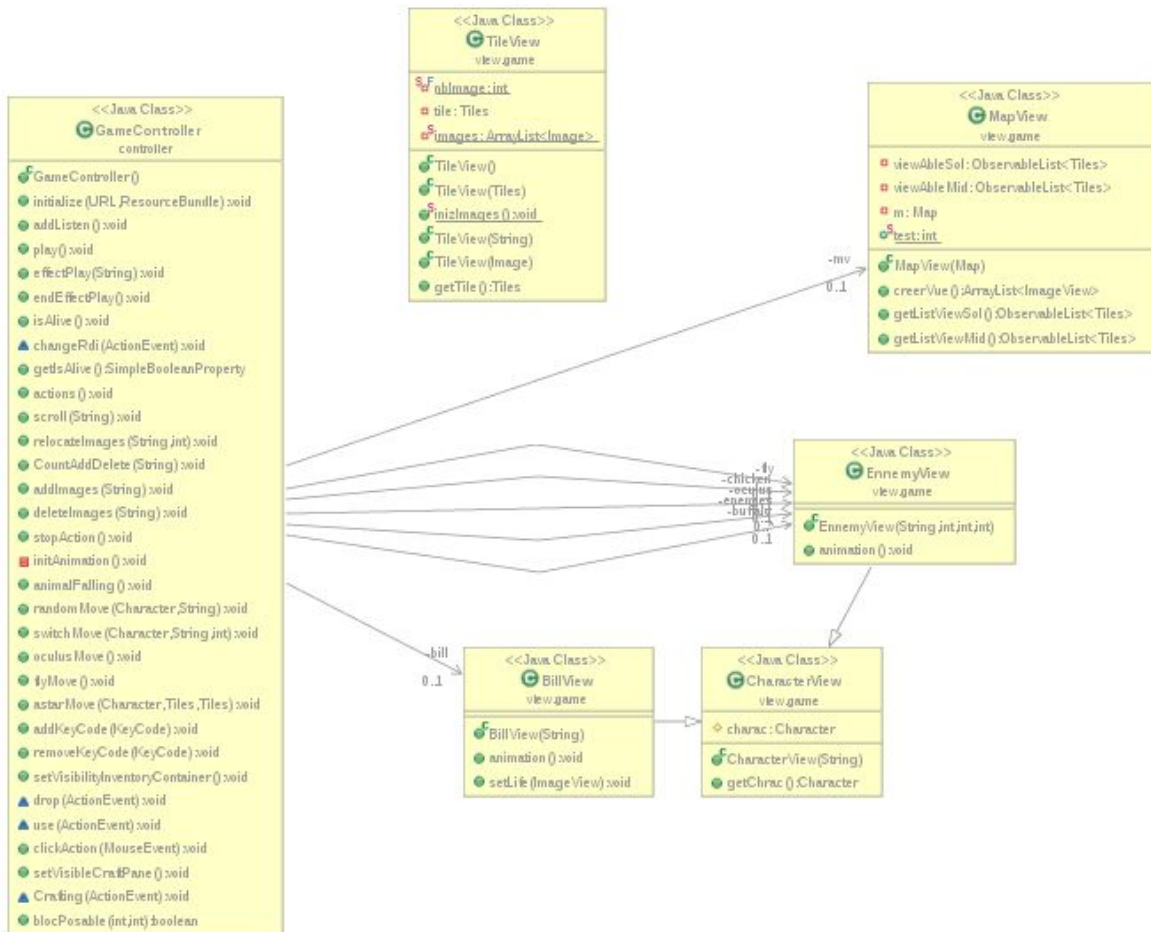 <<Java Class>>
GameController
controller
GameController()
initialize(URL,ResourceBundle):void
addListen():void
play():void
effectPlay(String):void
endEffectPlay():void
isAlive():void
changeRdi(ActionEvent):void
getIsAlive():SimpleBooleanProperty
actions():void
scroll(String):void
relocateImages(String,int):void
CountAddDelete(String):void
addImages(String):void
deleteImages(String):void
stopAction():void
initAnimation():void
animalFalling():void
randomMove(Character,String):void
switchMove(Character,String,int):void
oculusMove():void
flyMove():void
astarMove(Character,Tiles,Tiles):void
addKeyCode(KeyCode):void
removeKeyCode(KeyCode):void
setVisibilityInventoryContainer():void
drop(ActionEvent):void
use(ActionEvent):void
clickAction(MouseEvent):void
setVisibleCraftPane():void
Crafting(ActionEvent):void
blocPosable(int,int):boolean
<<Java Class>>
TileView
view.game
nbImage:int
tile: Tiles
images: ArrayList<Image>
TileView()
TileView(Tiles)
inizImages():void
TileView(String)
TileView(Image)
getTile():Tiles
<<Java Class>>
MapView
view.game
viewAbleSol: ObservableList<Tiles>
viewAbleMid: ObservableList<Tiles>
m: Map
test: int
MapView(Map)
creerVue():ArrayList<ImageView>
getListViewSol():ObservableList<Tiles>
getListViewMid():ObservableList<Tiles>
-mv
0..1
-fly
-chicken
-oculus
-enemies
-buffalo
0..1
<<Java Class>>
EnnemyView
view.game
EnnemyView(String,int,int,int)
animation():void
-bill
0..1
<<Java Class>>
BillView
view.game
BillView(String)
animation():void
setLife(ImageView):void
<<Java Class>>
CharacterView
view.game
charac: Character
CharacterView(String)
getChrac():Character